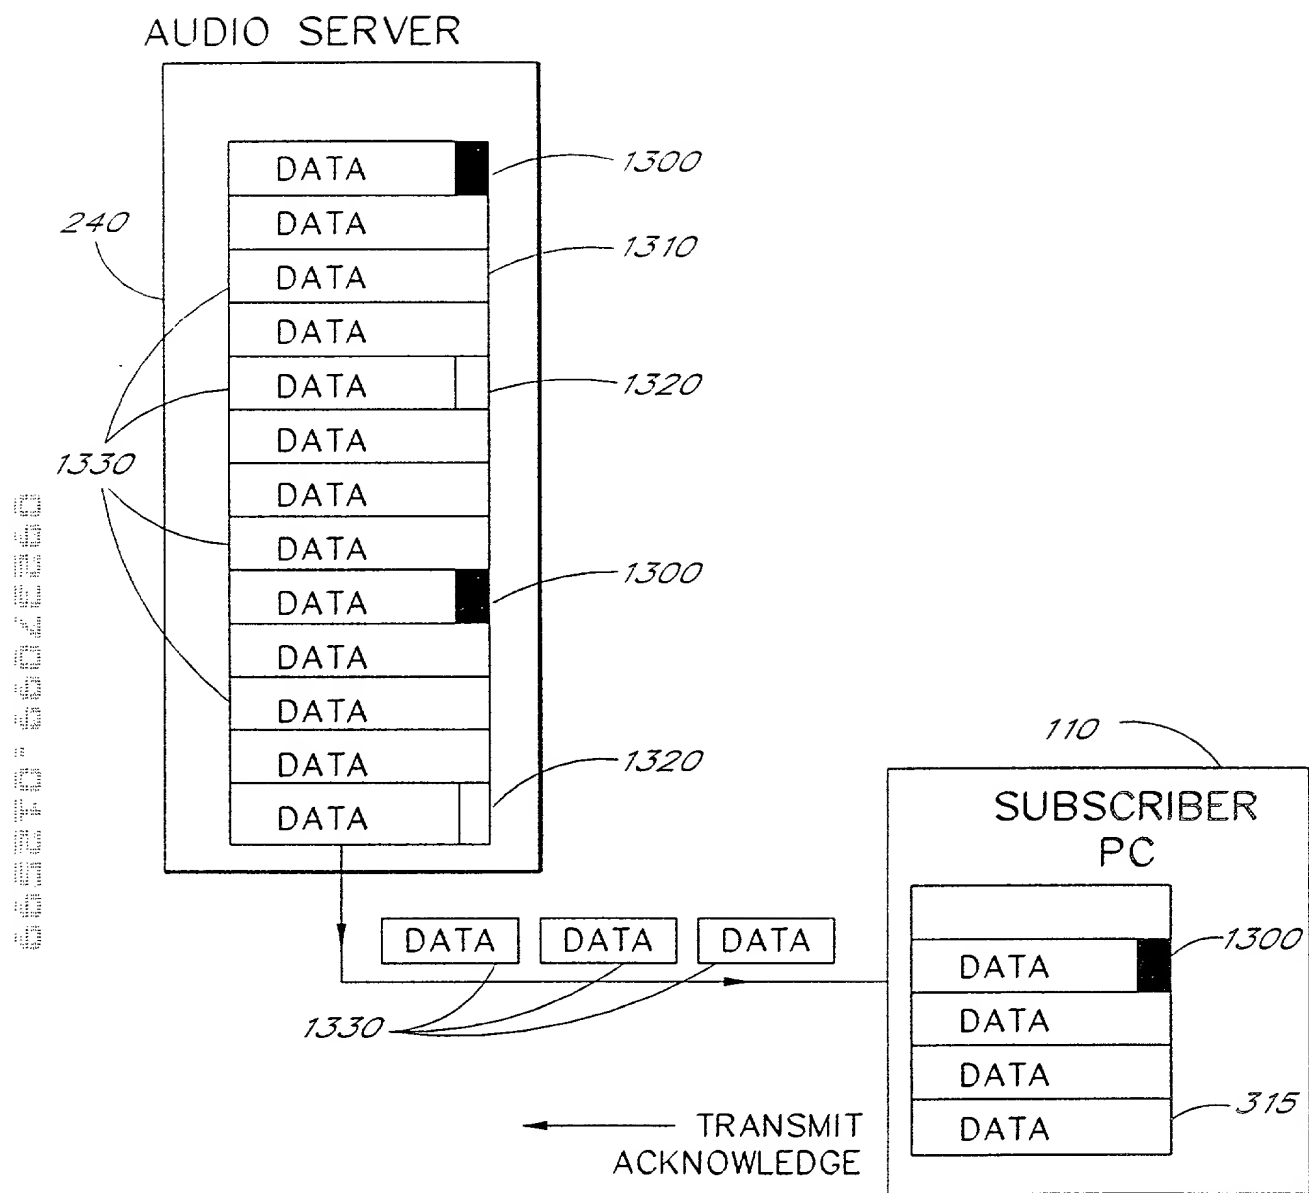 AUDIO SERVER
DATA 1300
DATA
240
1310
DATA
DATA
DATA 1320
DATA
1330
DATA
DATA
DATA 1300
DATA
DATA
110
DATA 1320
DATA
SUBSCRIBER
PC
DATA DATA DATA
1300
DATA
1330
DATA
DATA
315
DATA
TRANSMIT
ACKNOWLEDGE